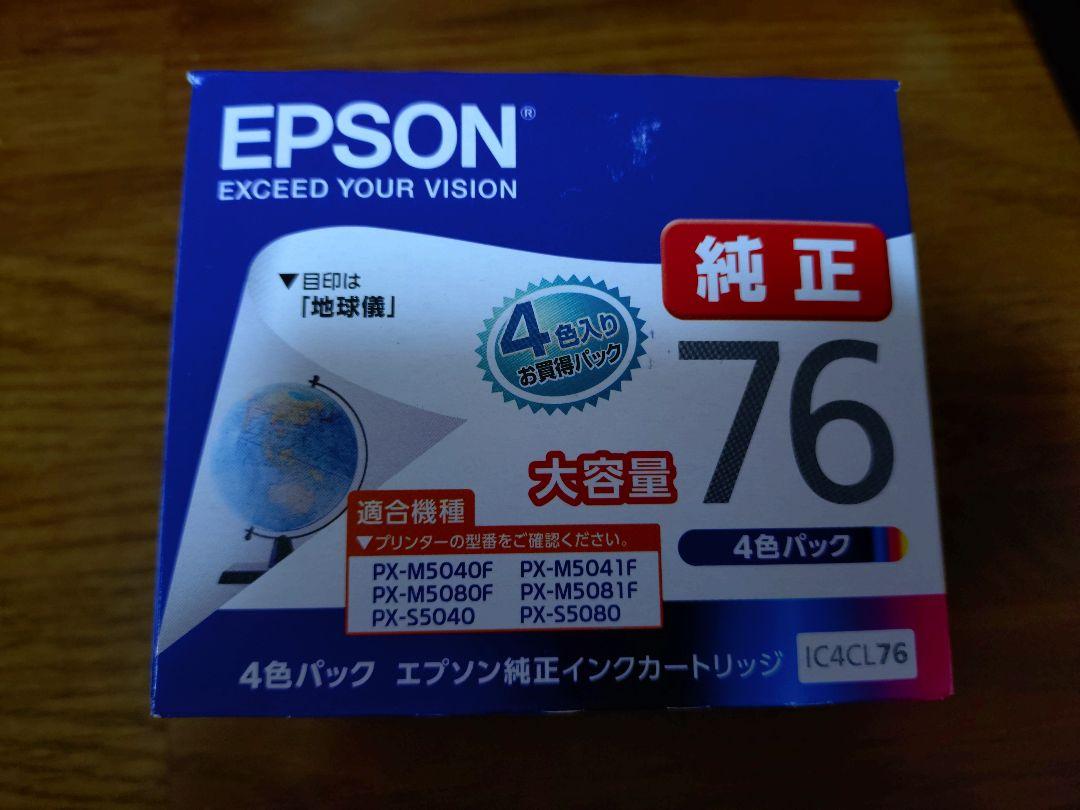 EPSON®
EXCEED YOUR VISION
純正
▼目印は
「地球儀」
4色入り
お買得パック
76
大容量
4色パック
適合機種
▼プリンターの型番をご確認ください。
PX-M5040F PX-M5041F
PX-M5080F PX-M5081F
PX-S5040 PX-S5080
4色パック エプソン純正インクカートリッジ IC4CL76